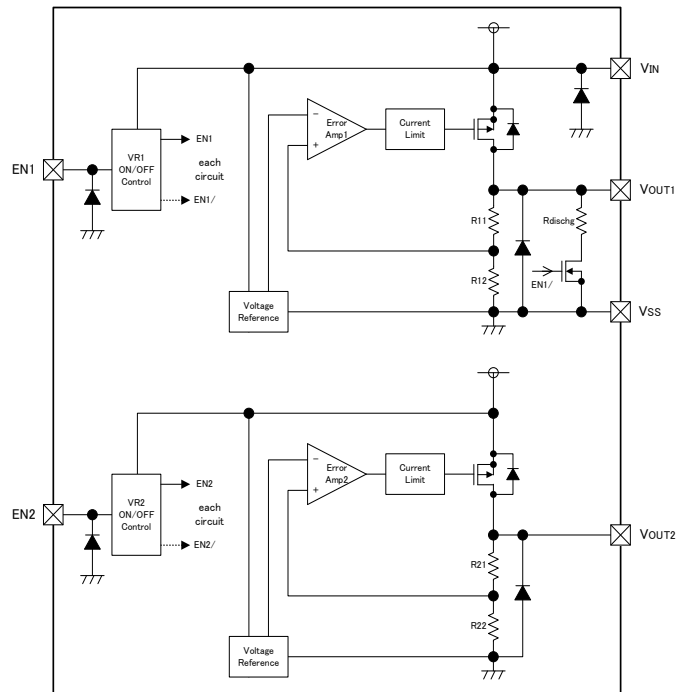 VIN
−
Error
Amp1
+
Current
Limit
EN1
VR1
ON/OFF
Control
EN1
each
circuit
EN1/
VOUT1
R11
Rdischg
R12
EN1/
Voltage
Reference
VSS
−
Error
Amp2
+
Current
Limit
EN2
VR2
ON/OFF
Control
EN2
each
circuit
EN2/
VOUT2
R21
R22
Voltage
Reference